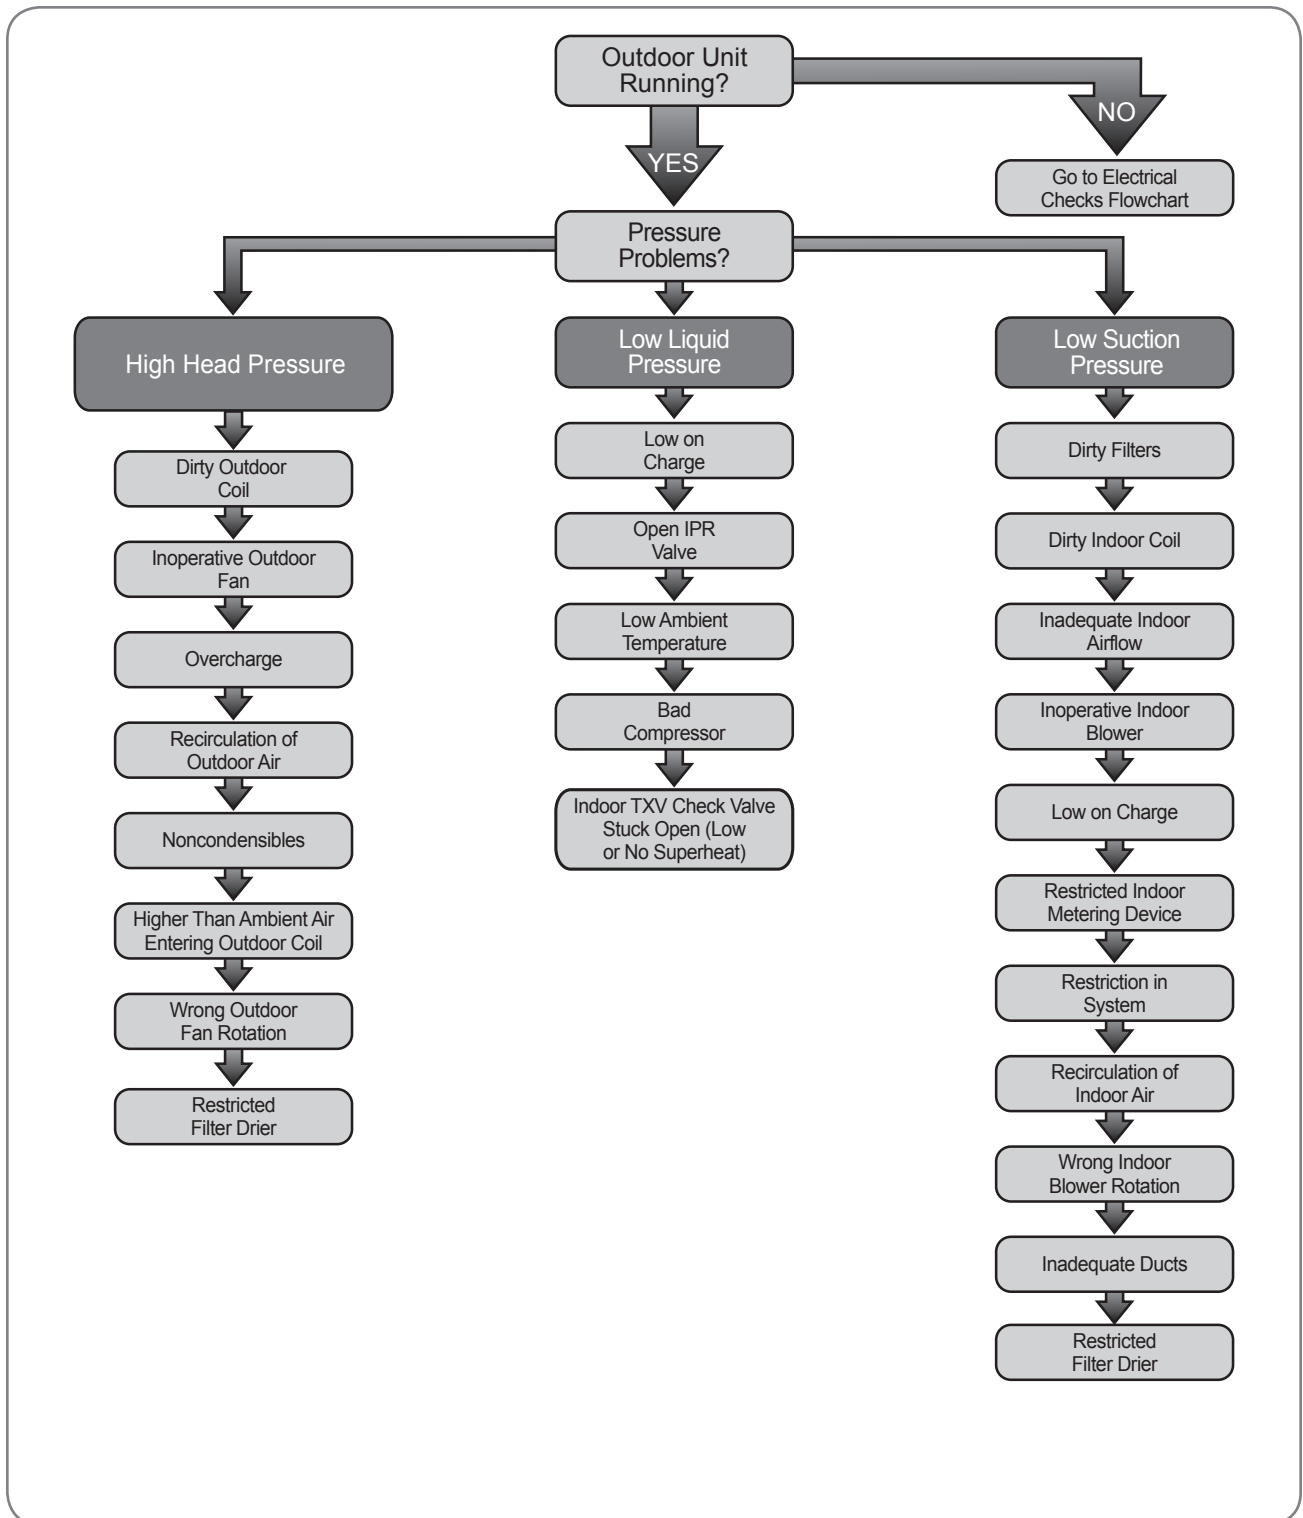 Outdoor Unit
Running?
NO
YES
Go to Electrical
Checks Flowchart
Pressure
Problems?
High Head Pressure
Dirty Outdoor
Coil
Inoperative Outdoor
Fan
Overcharge
Recirculation of
Outdoor Air
Noncondensibles
Higher Than Ambient Air
Entering Outdoor Coil
Wrong Outdoor
Fan Rotation
Restricted
Filter Drier
Low Liquid
Pressure
Low on
Charge
Open IPR
Valve
Low Ambient
Temperature
Bad
Compressor
Indoor TXV Check Valve
Stuck Open (Low
or No Superheat)
Low Suction
Pressure
Dirty Filters
Dirty Indoor Coil
Inadequate Indoor
Airflow
Inoperative Indoor
Blower
Low on Charge
Restricted Indoor
Metering Device
Restriction in
System
Recirculation of
Indoor Air
Wrong Indoor
Blower Rotation
Inadequate Ducts
Restricted
Filter Drier